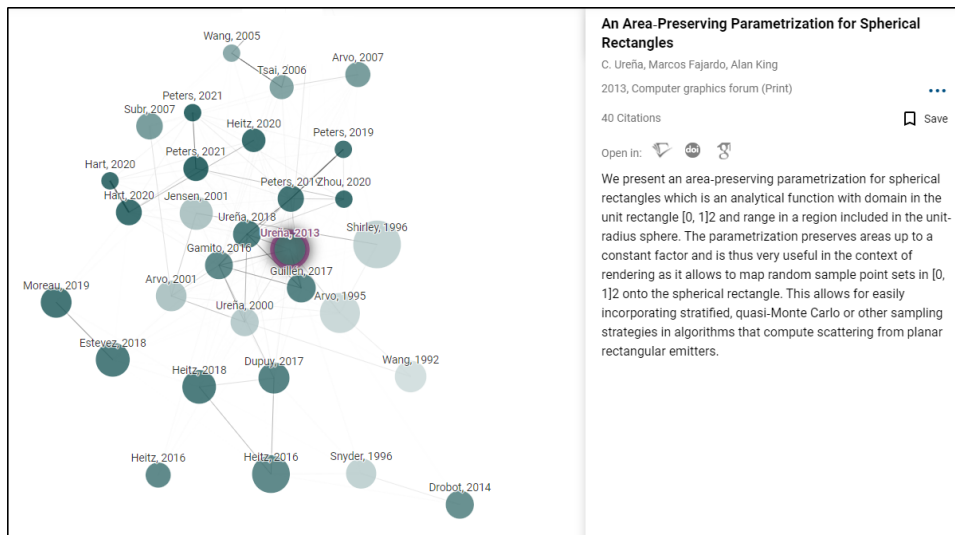 Wang, 2005
Arvo, 2007
Tsai, 2006
Peters, 2021
Subr, 2007
Heitz, 2020
Peters, 2019
Peters, 2021
Hart, 2020
Peters, 2019
Zhou, 2020
Hart, 2020
Jensen, 2001
Ureña, 2018
Shirley, 1996
Ureña, 2013
Gamito, 2016
Guillén, 2017
Arvo, 2001
Moreau, 2019
Arvo, 1995
Ureña, 2000
Estevez, 2018
Wang, 1992
Dupuy, 2017
Heitz, 2018
Heitz, 2016
Heitz, 2016
Snyder, 1996
Drobot, 2014
An Area-Preserving Parametrization for Spherical
Rectangles
C. Ureña, Marcos Fajardo, Alan King
2013, Computer graphics forum (Print)
40 Citations
Save
Open in:
doi
We present an area-preserving parametrization for spherical
rectangles which is an analytical function with domain in the
unit rectangle [0, 1]2 and range in a region included in the unit-
radius sphere. The parametrization preserves areas up to a
constant factor and is thus very useful in the context of
rendering as it allows to map random sample point sets in [0,
1]2 onto the spherical rectangle. This allows for easily
incorporating stratified, quasi-Monte Carlo or other sampling
strategies in algorithms that compute scattering from planar
rectangular emitters.